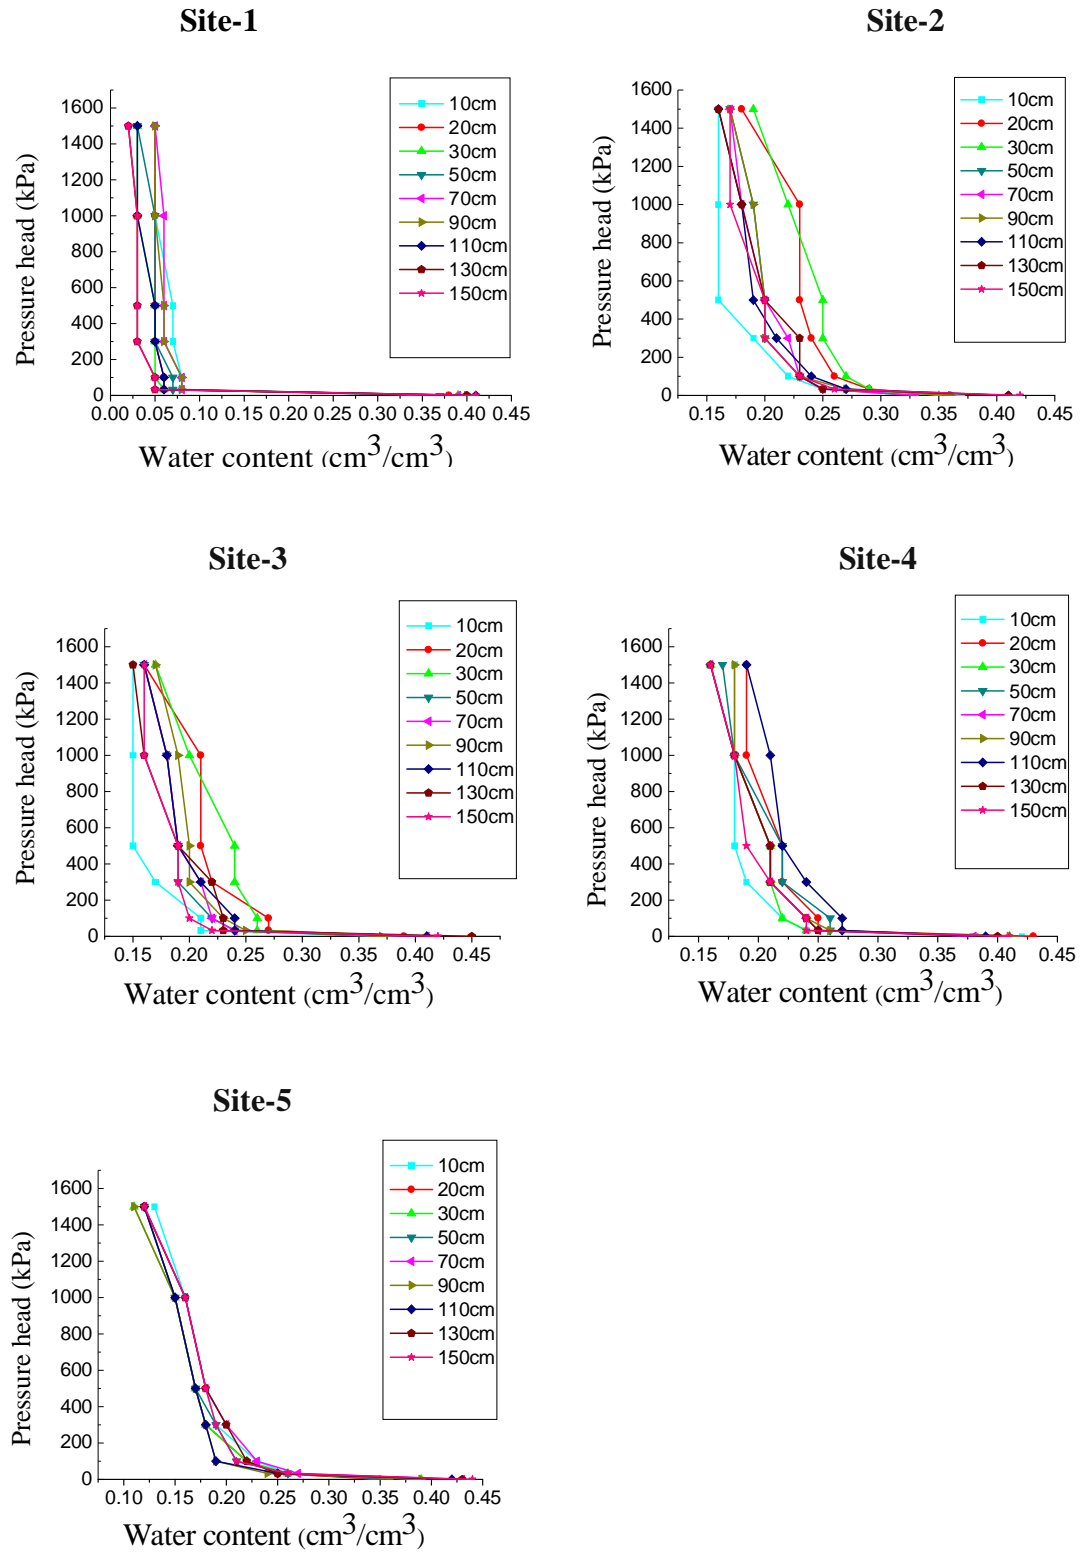 Site-1
Pressure head (kPa)
1600
1400
1200
1000
800
600
400
200
0
0.00 0.05 0.10 0.15 0.20 0.25 0.30 0.35 0.40 0.45
Water content (cm3/cm3)
10cm
20cm
30cm
50cm
70cm
90cm
110cm
130cm
150cm
Site-2
Pressure head (kPa)
1600
1400
1200
1000
800
600
400
200
0
0.15 0.20 0.25 0.30 0.35 0.40 0.45
Water content (cm3/cm3)
10cm
20cm
30cm
50cm
70cm
90cm
110cm
130cm
150cm
Site-3
Pressure head (kPa)
1600
1400
1200
1000
800
600
400
200
0
0.15 0.20 0.25 0.30 0.35 0.40 0.45
Water content (cm3/cm3)
10cm
20cm
30cm
50cm
70cm
90cm
110cm
130cm
150cm
Site-4
Pressure head (kPa)
1600
1400
1200
1000
800
600
400
200
0
0.15 0.20 0.25 0.30 0.35 0.40 0.45
Water content (cm3/cm3)
10cm
20cm
30cm
50cm
70cm
90cm
110cm
130cm
150cm
Site-5
Pressure head (kPa)
1600
1400
1200
1000
800
600
400
200
0
0.10 0.15 0.20 0.25 0.30 0.35 0.40 0.45
Water content (cm3/cm3)
10cm
20cm
30cm
50cm
70cm
90cm
110cm
130cm
150cm